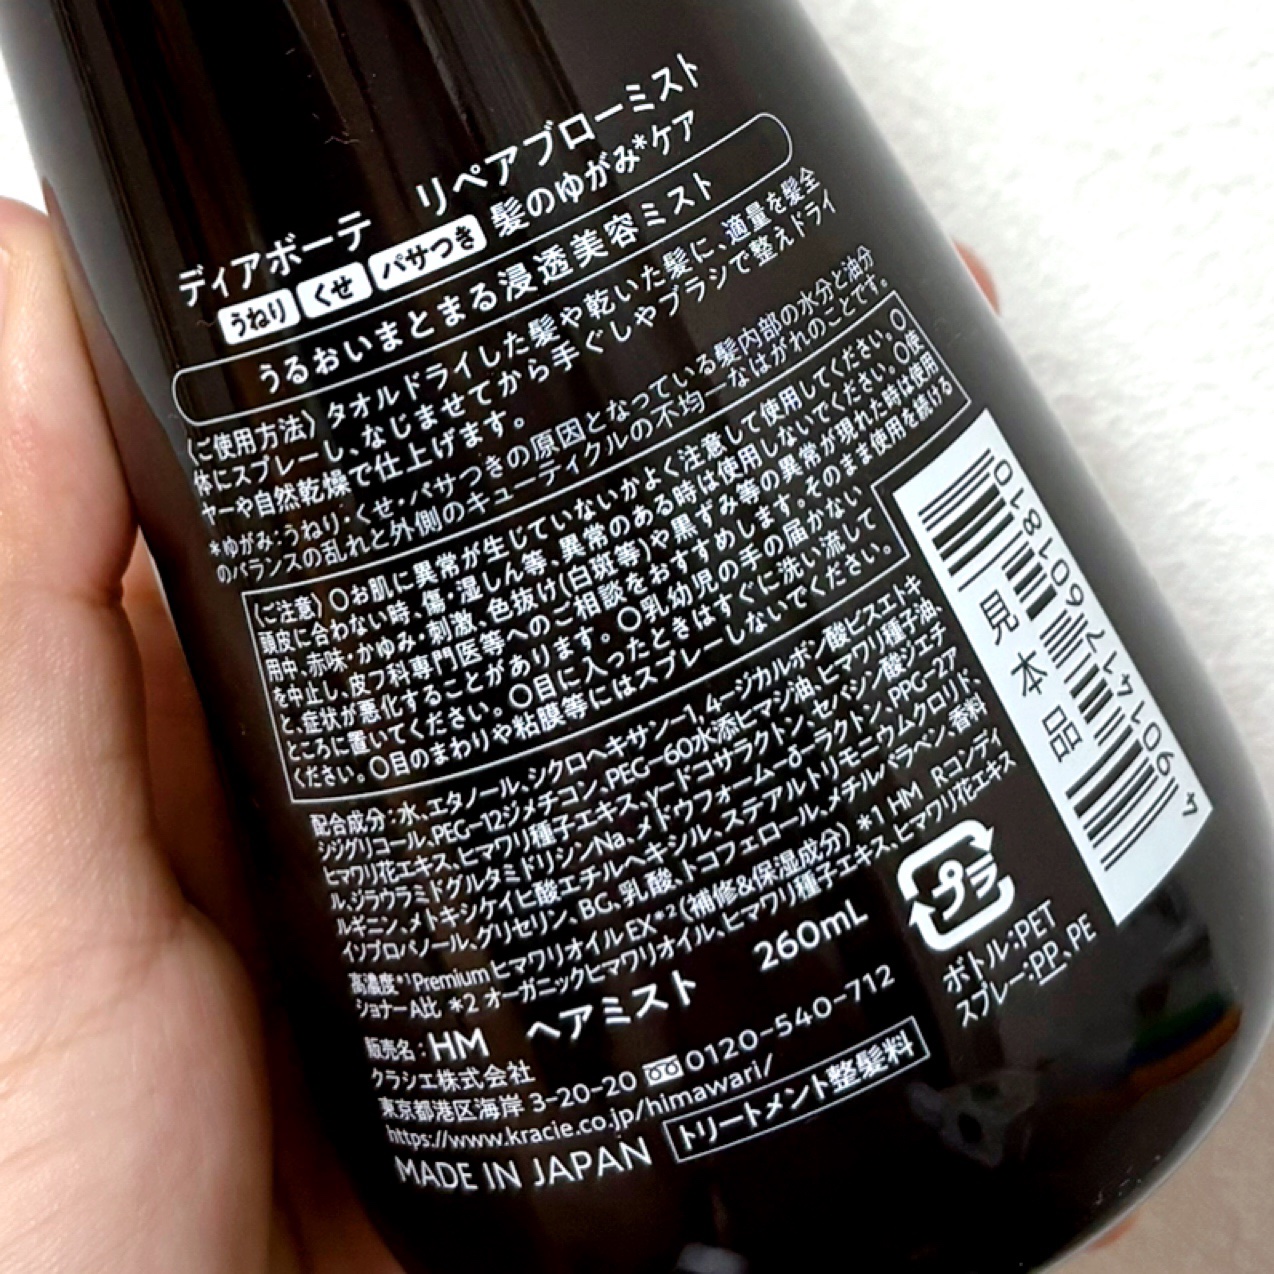 ディアボーテ リペアブローミスト
うねり くせ パサつき 髪のゆがみ*ケア
うるおいまとまる浸透美容ミスト
〈ご使用方法〉タオルドライした髪や乾いた髪に、適量を髪全
体にスプレーし、なじませてから手ぐしやブラシで整えドライ
ヤーや自然乾燥で仕上げます。
*ゆがみ:うねり・くせ・パサつきの原因となっている髪内部の水分と油分
のバランスの乱れと外側のキューティクルの不均一なはがれのことです。
〈ご注意〉○お肌に異常が生じていないかよく注意して使用してください。○
頭皮に合わない時、傷・湿しん等、異常のある時は使用しないでください。○使
用中、赤味・かゆみ・刺激、色抜け(白斑等)や黒ずみ等の異常が現れた時は使用
を中止し、皮フ科専門医等へのご相談をおすすめします。そのまま使用を続ける
と、症状が悪化することがあります。○乳幼児の手の届かない
ところに置いてください。○目に入ったときはすぐに洗い流して
ください。○目のまわりや粘膜等にはスプレーしないでください。
配合成分:水、エタノール、シクロヘキサン-1,4-ジカルボン酸ビスエトキ
シジグリコール、PEG-12ジメチコン、PEG-60水添ヒマシ油、ヒマワリ種子油、
ヒマワリ花エキス、ヒマワリ種子エキス、γ-ドコサラクトン、セバシン酸ジエチ
ル、ジラウラミドグルタミドリシンNa、メドウフォーム-δ-ラクトン、PPG-27ア
ルギニン、メトキシケイヒ酸エチルヘキシル、ステアルトリモニウムクロリド、
イソプロパノール、グリセリン、BG、乳酸、トコフェロール、メチルパラベン、香料
高濃度*1Premiumヒマワリオイル EX*2(補修&保湿成分) *1 HM Rコンディ
ショナーA比 *2 オーガニックヒマワリオイル、ヒマワリ種子エキス、ヒマワリ花エキス
販売名:HM ヘアミスト 260mL
クラシエ株式会社
東京都港区海岸 3-20-20 0120-540-712
https://www.kracie.co.jp/himawari/
MADE IN JAPAN トリートメント整髪料
プラ
ボトル:PET
スプレー:PP、PE
見本品
4 901417 601810